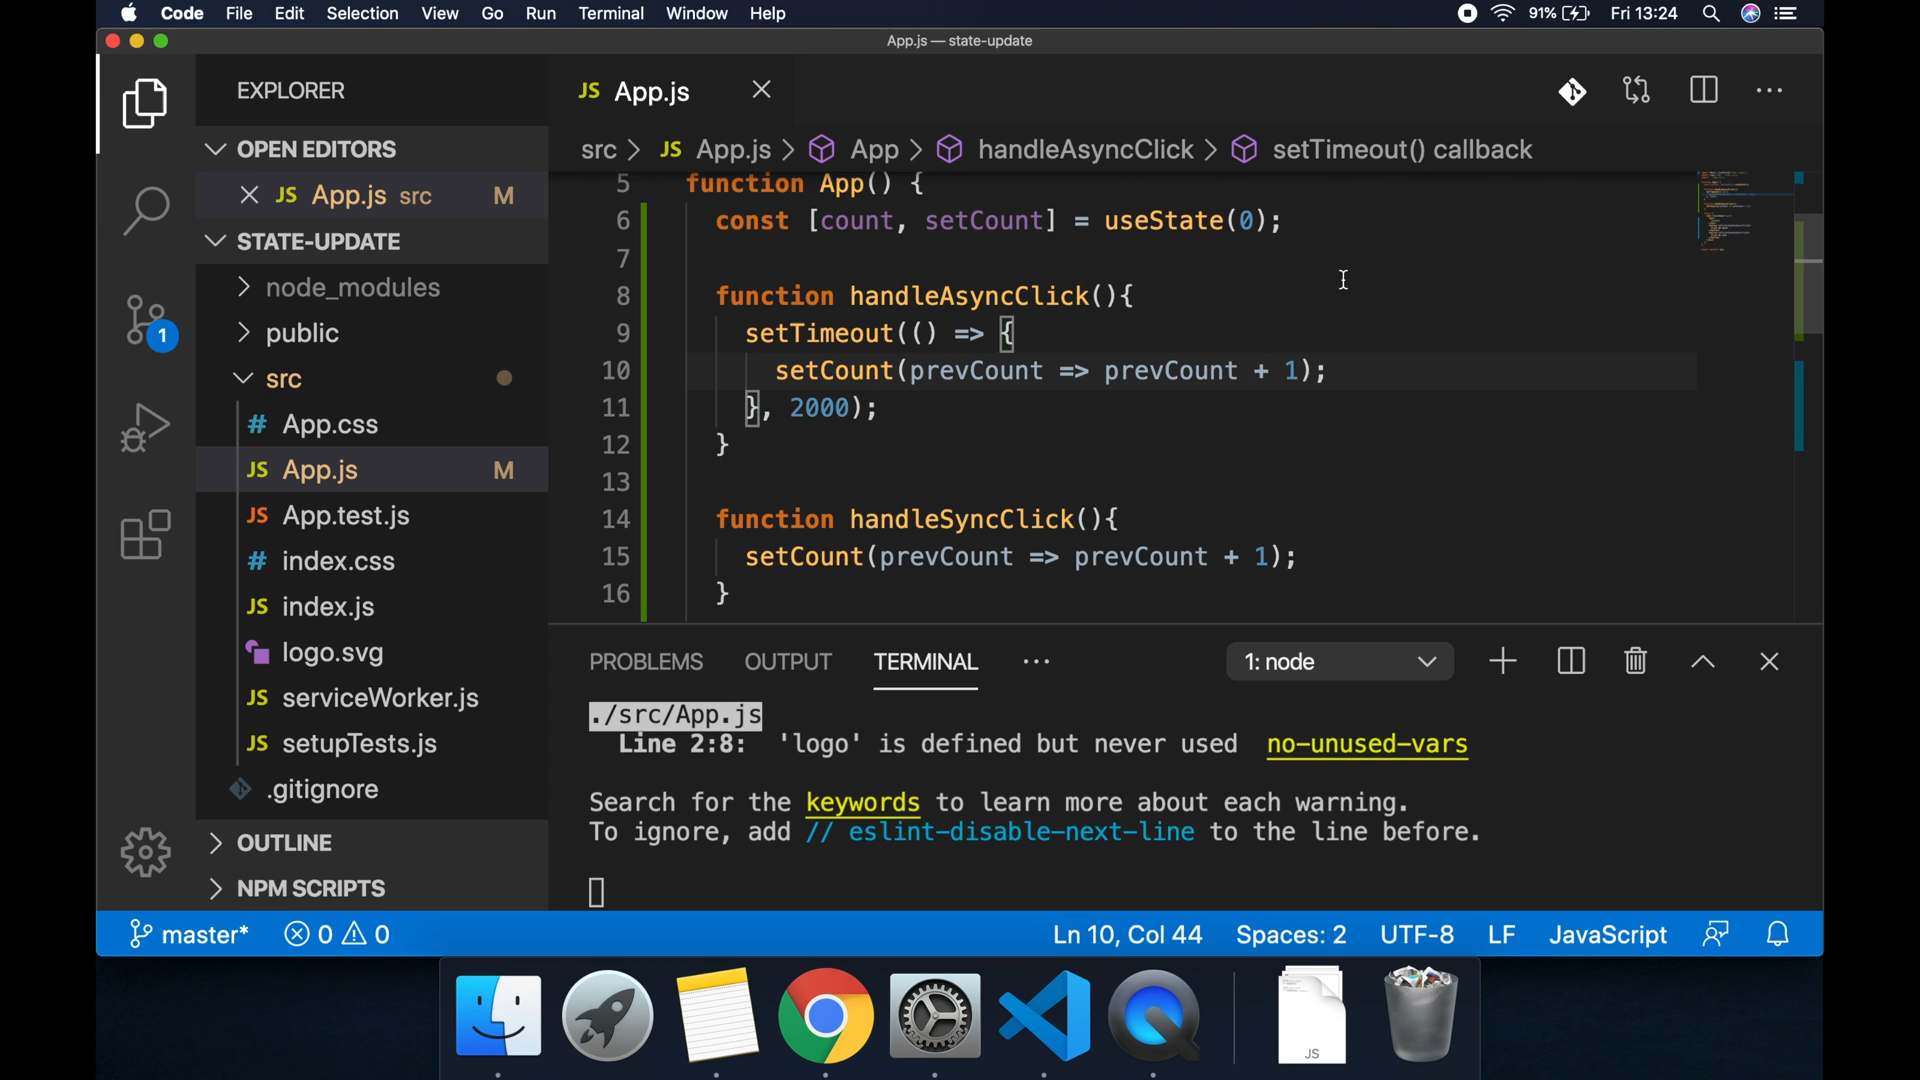 Code File Edit Selection View Go Run Terminal Window Help 91% Fri 13:24
App.js — state-update
EXPLORER
OPEN EDITORS
JS App.js src M
STATE-UPDATE
node_modules
public
src
# App.css
JS App.js M
JS App.test.js
# index.css
JS index.js
logo.svg
JS serviceWorker.js
JS setupTests.js
.gitignore
OUTLINE
NPM SCRIPTS
1
JS App.js
src > JS App.js > App > handleAsyncClick > setTimeout() callback
5 function App() {
6 const [count, setCount] = useState(0);
7
8 function handleAsyncClick(){
9 setTimeout(() => {
10 setCount(prevCount => prevCount + 1);
11 }, 2000);
12 }
13
14 function handleSyncClick(){
15 setCount(prevCount => prevCount + 1);
16 }
PROBLEMS OUTPUT TERMINAL ··· 1: node
./src/App.js
Line 2:8: 'logo' is defined but never used no-unused-vars
Search for the keywords to learn more about each warning.
To ignore, add // eslint-disable-next-line to the line before.
master* 0 0 Ln 10, Col 44 Spaces: 2 UTF-8 LF JavaScript
JS